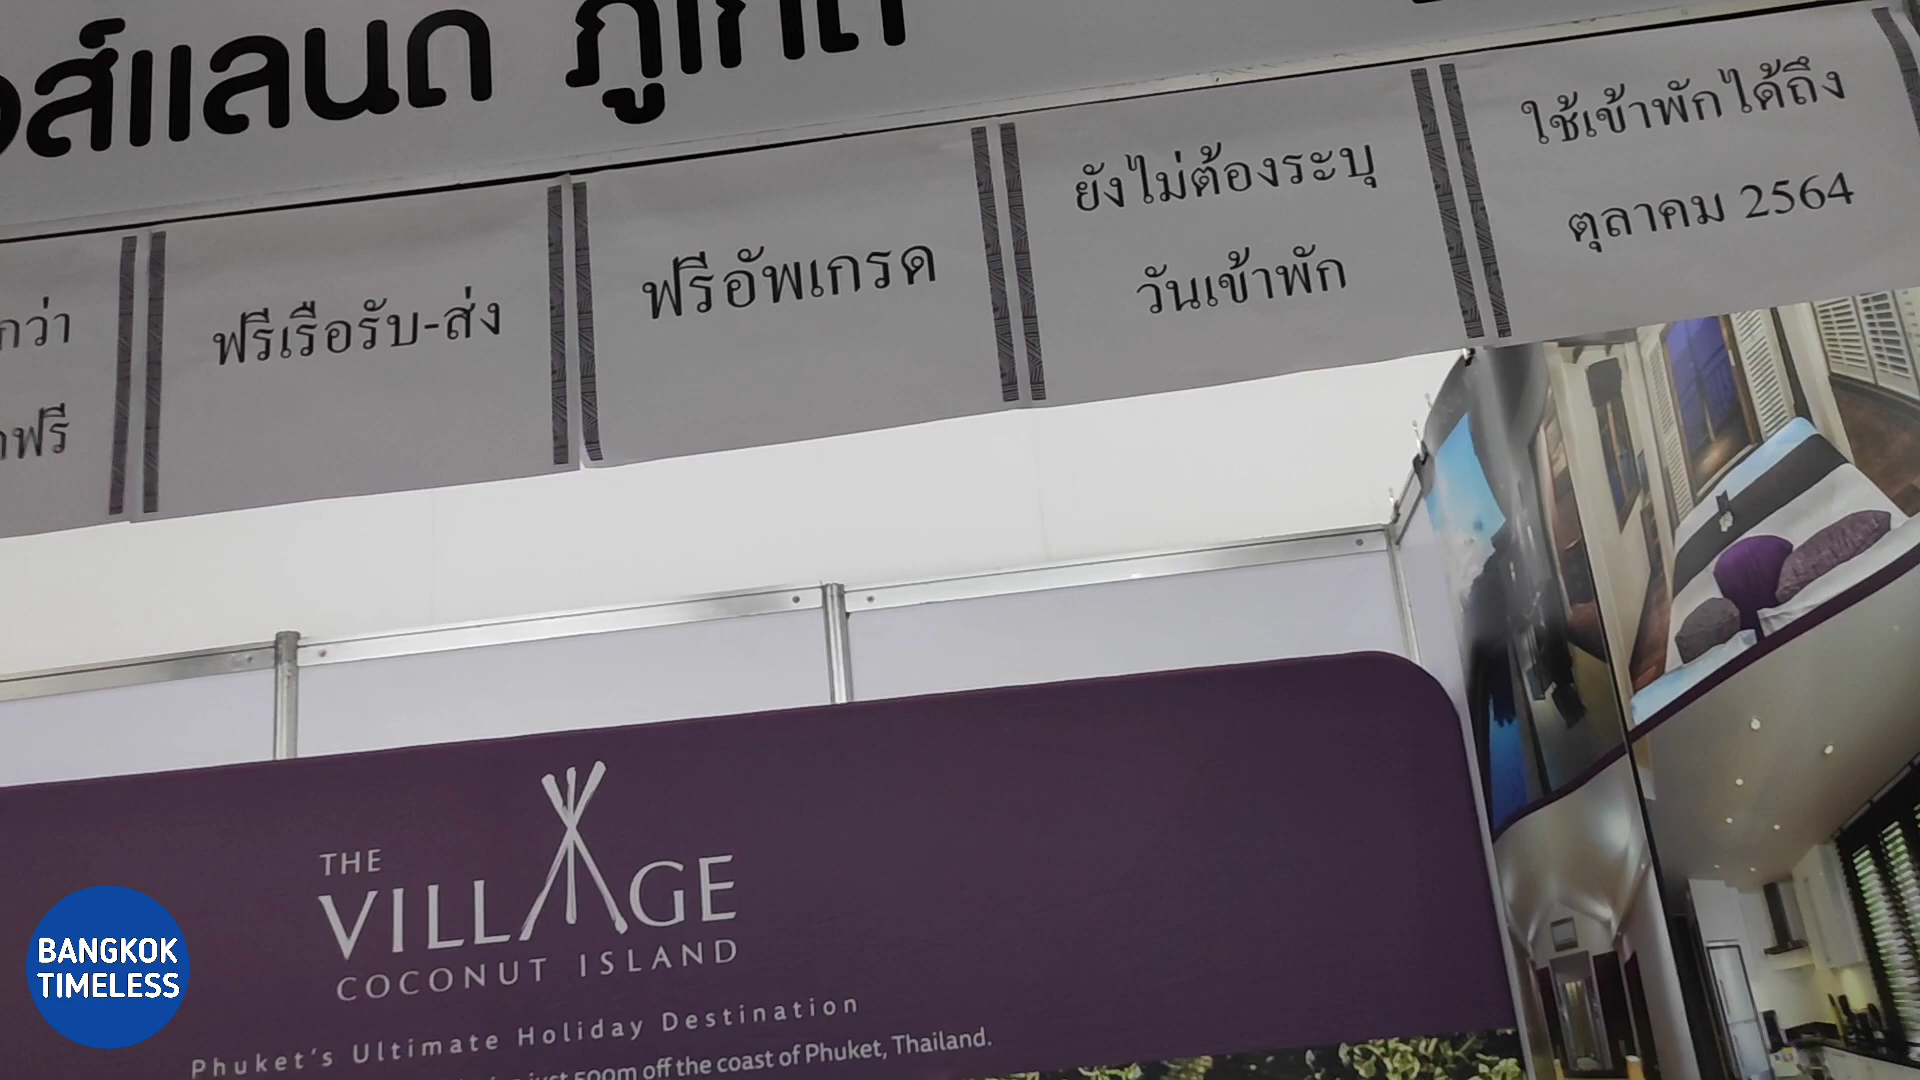 ส์แลนด ภูเก็ต
กว่า
ฟรี
ฟรีเรือรับ-ส่ง
ฟรีอัพเกรด
ยังไม่ต้องระบุ
วันเข้าพัก
ใช้เข้าพักได้ถึง
ตุลาคม 2564
THE
VILLAGE
COCONUT ISLAND
Phuket's Ultimate Holiday Destination
just 500m off the coast of Phuket, Thailand.
BANGKOK
TIMELESS